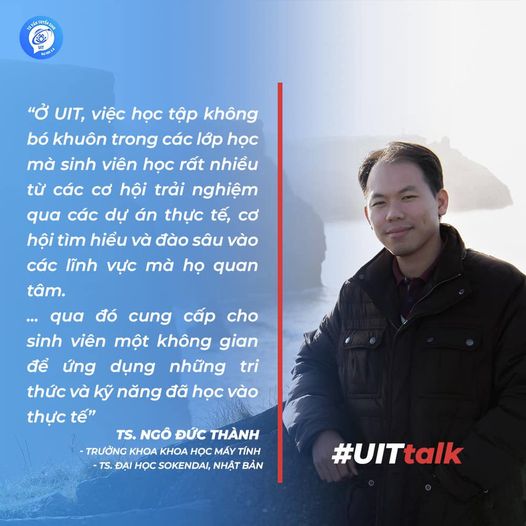 “Ở UIT, việc học tập không
bó khuôn trong các lớp học
mà sinh viên học rất nhiều
từ các cơ hội trải nghiệm
qua các dự án thực tế, cơ
hội tìm hiểu và đào sâu vào
các lĩnh vực mà họ quan
tâm.
... qua đó cung cấp cho
sinh viên một không gian
để ứng dụng những tri
thức và kỹ năng đã học vào
thực tế”
TS. NGÔ ĐỨC THÀNH
- TRƯỞNG KHOA KHOA HỌC MÁY TÍNH
- TS. ĐẠI HỌC SOKENDAI, NHẬT BẢN
#UITtalk